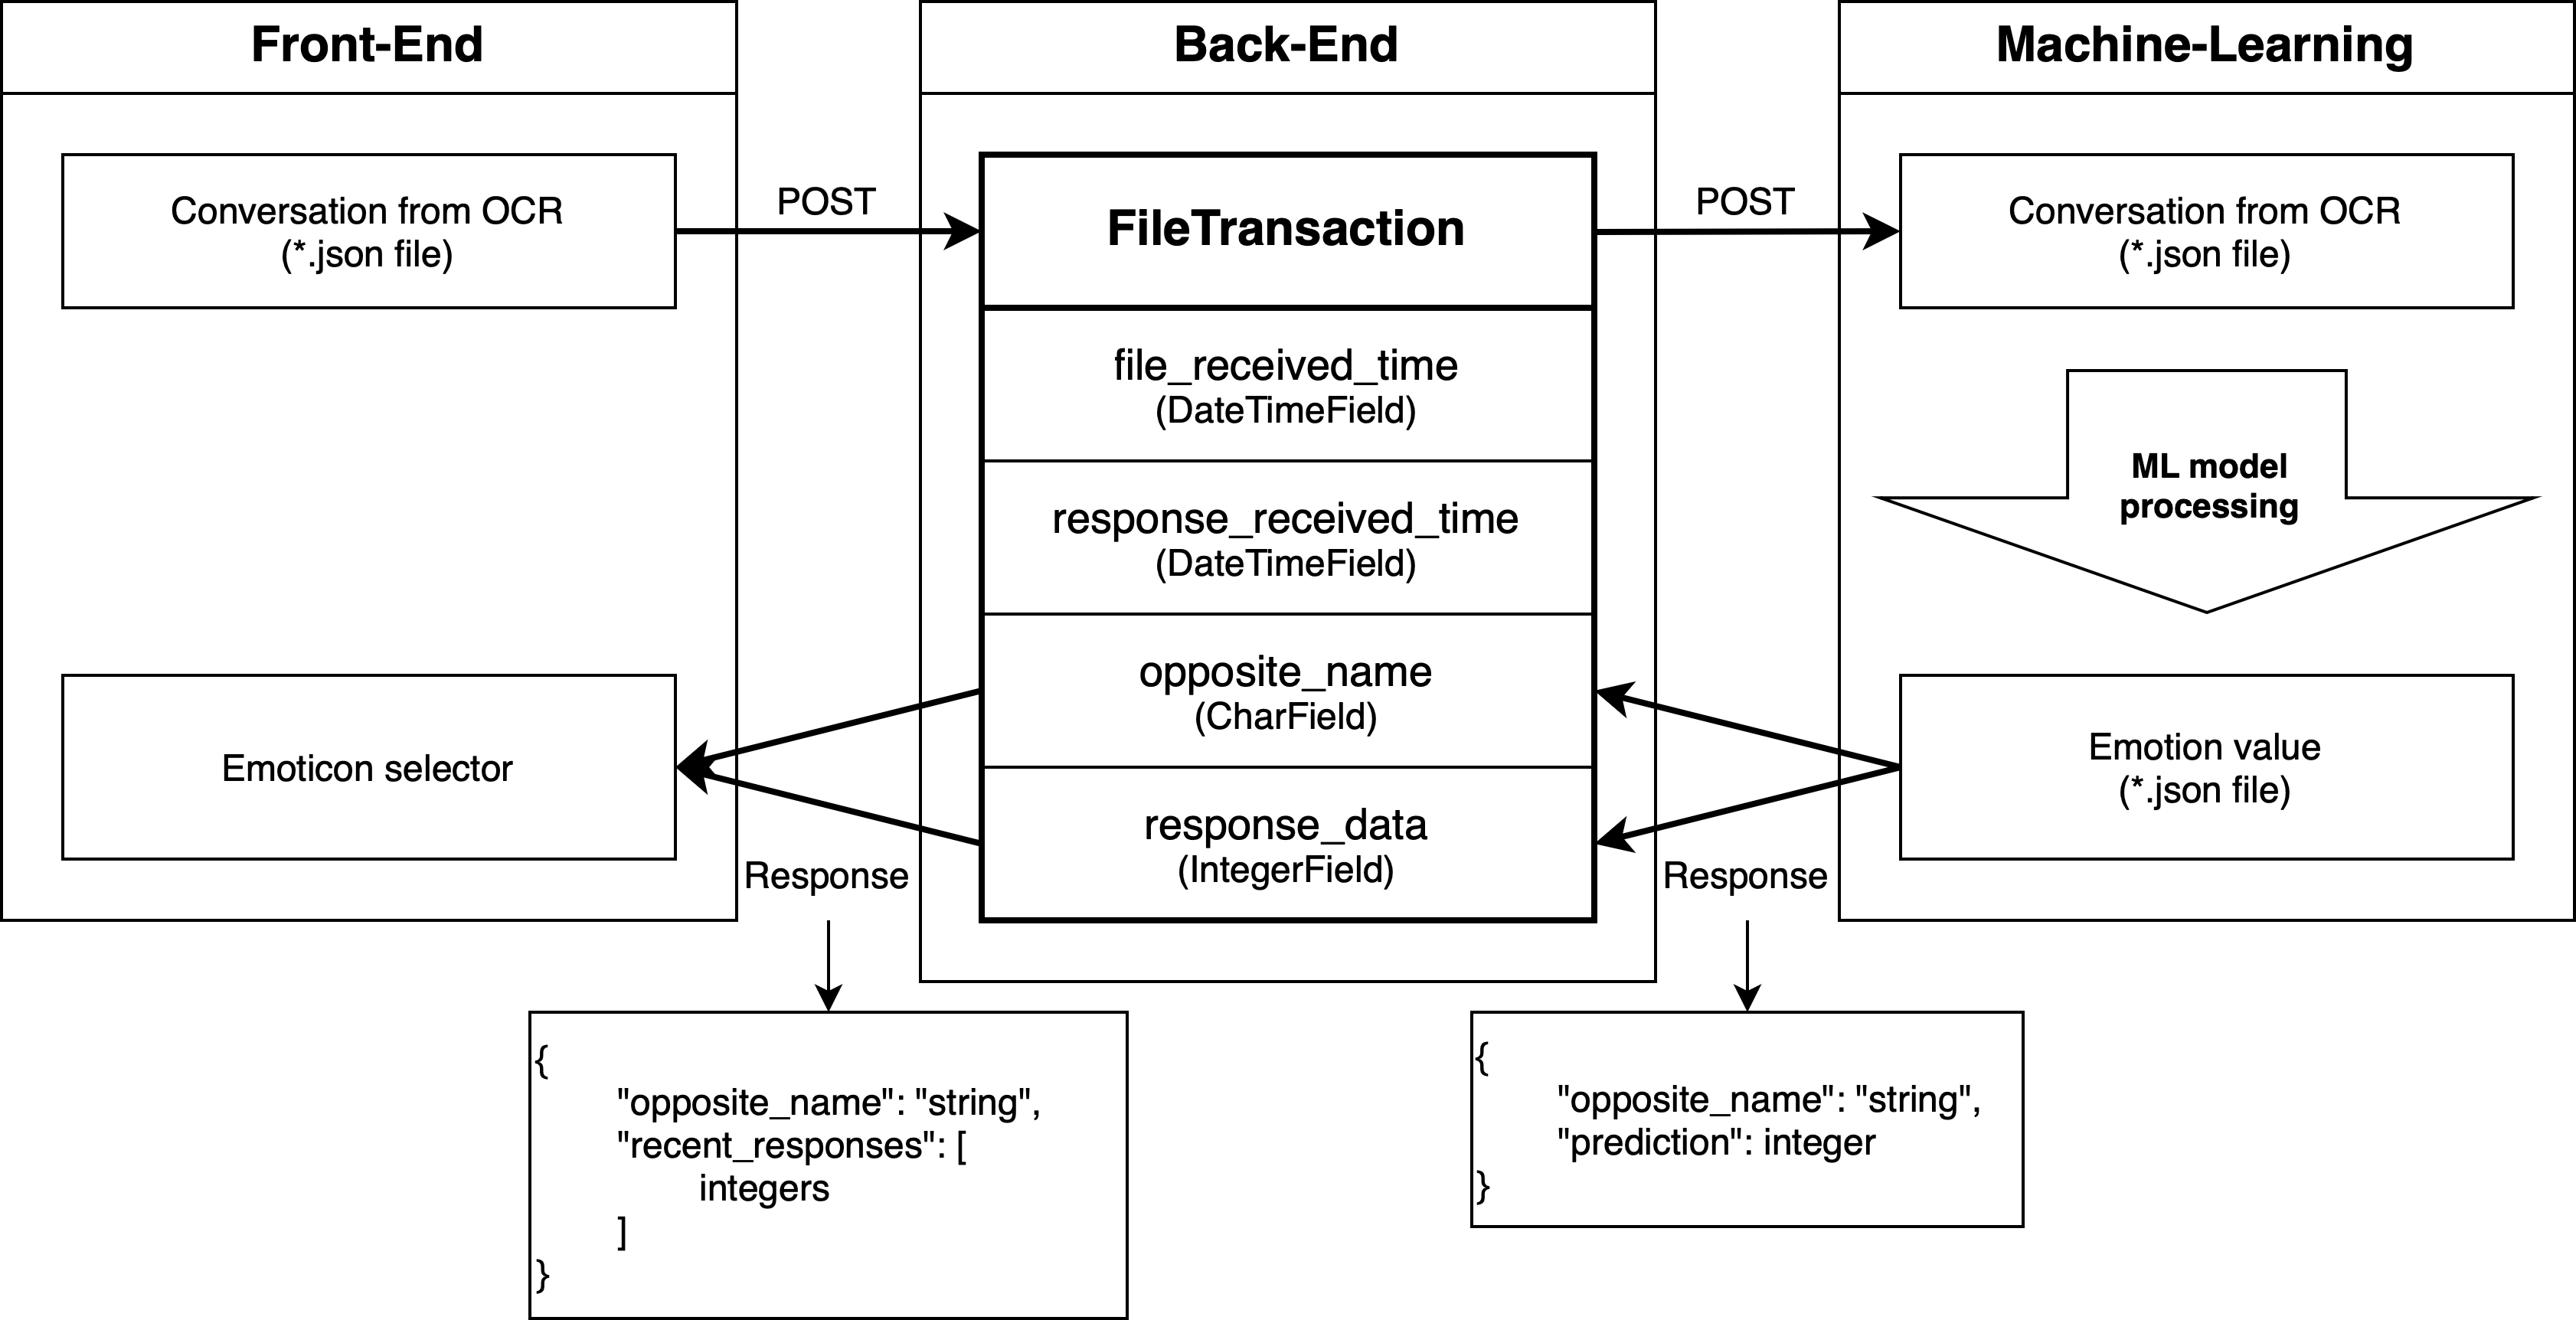 Front-End
Back-End
Machine-Learning
Conversation from OCR
(*.json file)
POST
FileTransaction
POST
Conversation from OCR
(*.json file)
file_received_time
(DateTimeField)
response_received_time
(DateTimeField)
ML model
processing
opposite_name
(CharField)
Emoticon selector
Emotion value
(*.json file)
response_data
(IntegerField)
Response
Response
{
"opposite_name": "string",
"recent_responses": [
integers
]
}
{
"opposite_name": "string",
"prediction": integer
}